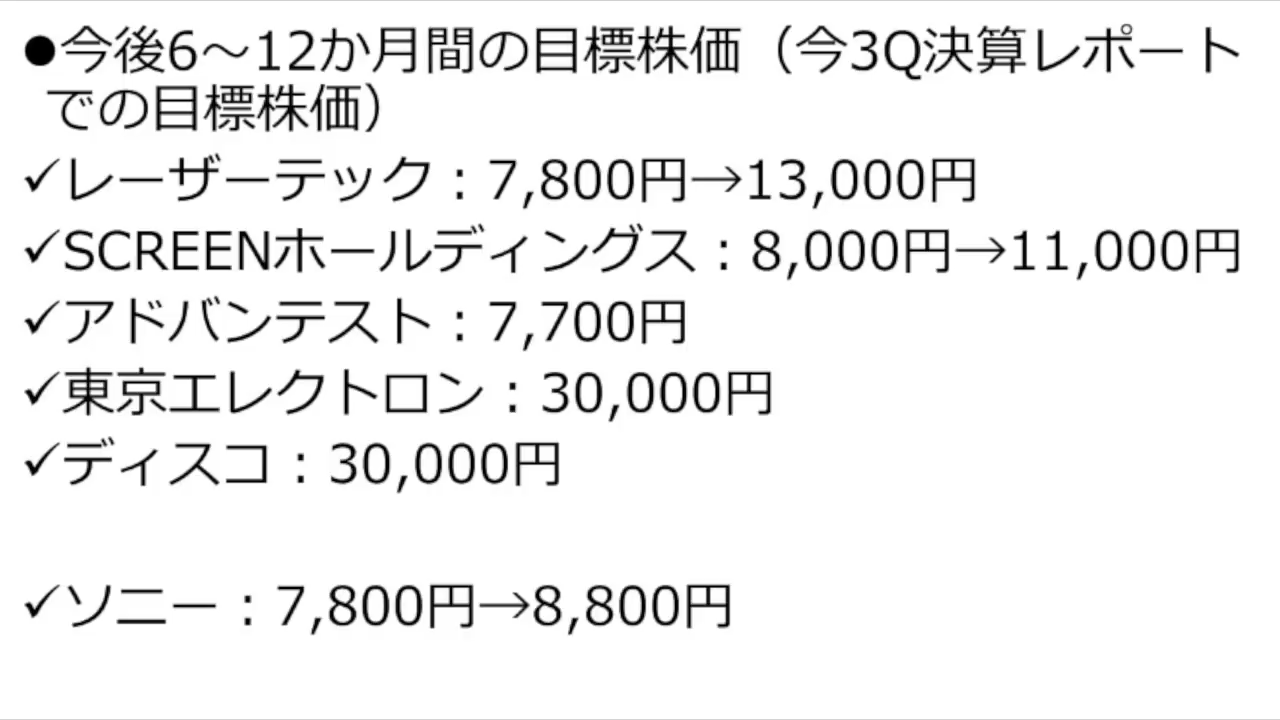 ●今後6～12か月間の目標株価（今3Q決算レポート
での目標株価）
✓レーザーテック：7,800円→13,000円
✓SCREENホールディングス：8,000円→11,000円
✓アドバンテスト：7,700円
✓東京エレクトロン：30,000円
✓ディスコ：30,000円
✓ソニー：7,800円→8,800円